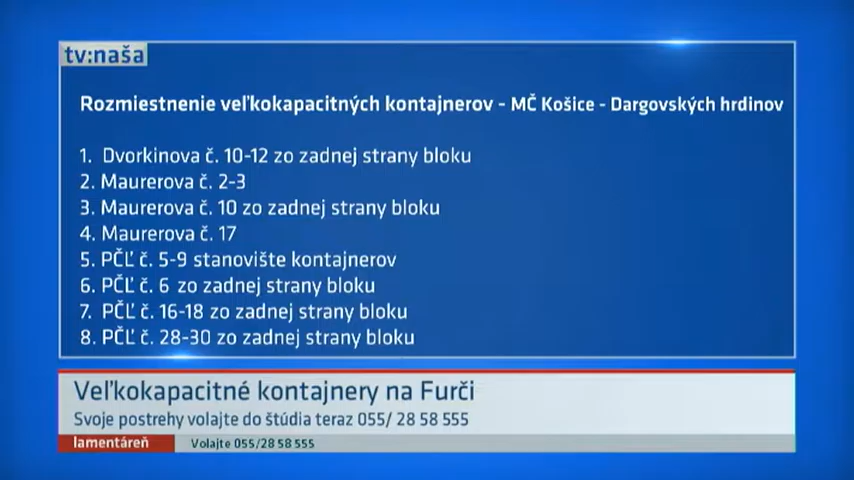 tv:naša
Rozmiestnenie veľkokapacitných kontajnerov - MČ Košice - Dargovských hrdinov
1. Dvorkinova č. 10-12 zo zadnej strany bloku
2. Maurerova č. 2-3
3. Maurerova č. 10 zo zadnej strany bloku
4. Maurerova č. 17
5. PČĽ č. 5-9 stanovište kontajnerov
6. PČĽ č. 6 zo zadnej strany bloku
7. PČĽ č. 16-18 zo zadnej strany bloku
8. PČĽ č. 28-30 zo zadnej strany bloku
Veľkokapacitné kontajnery na Furči
Svoje postrehy volajte do štúdia teraz 055/ 28 58 555
lamentáreň Volajte 055/28 58 555